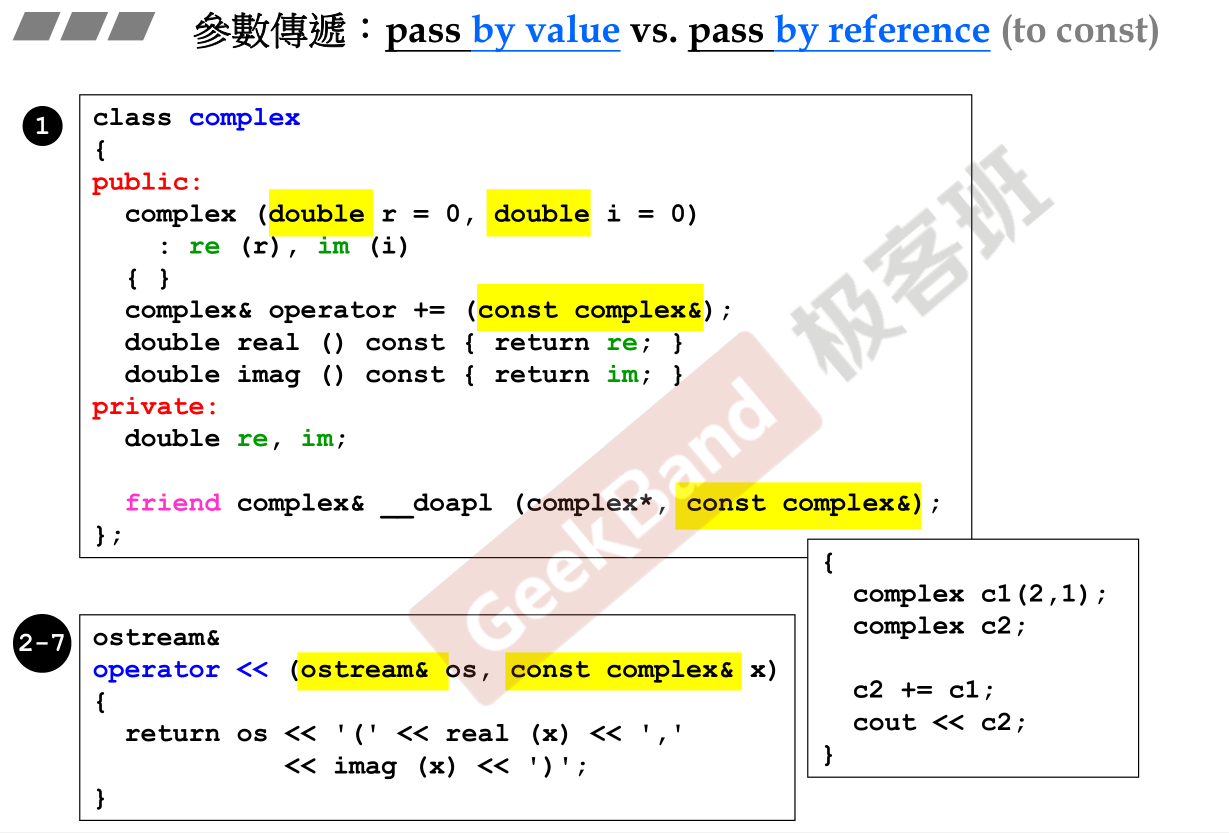 參數傳遞：pass by value vs. pass by reference (to const)
1
class complex
{
public:
  complex (double r = 0, double i = 0)
    : re (r), im (i)
  { }
  complex& operator += (const complex&);
  double real () const { return re; }
  double imag () const { return im; }
private:
  double re, im;
  friend complex& __doapl (complex*, const complex&);
};
{
  complex c1(2,1);
  complex c2;
  c2 += c1;
  cout << c2;
}
2-7
ostream&
operator << (ostream& os, const complex& x)
{
  return os << '(' << real (x) << ','
            << imag (x) << ')';
}
GeekBand 极客班